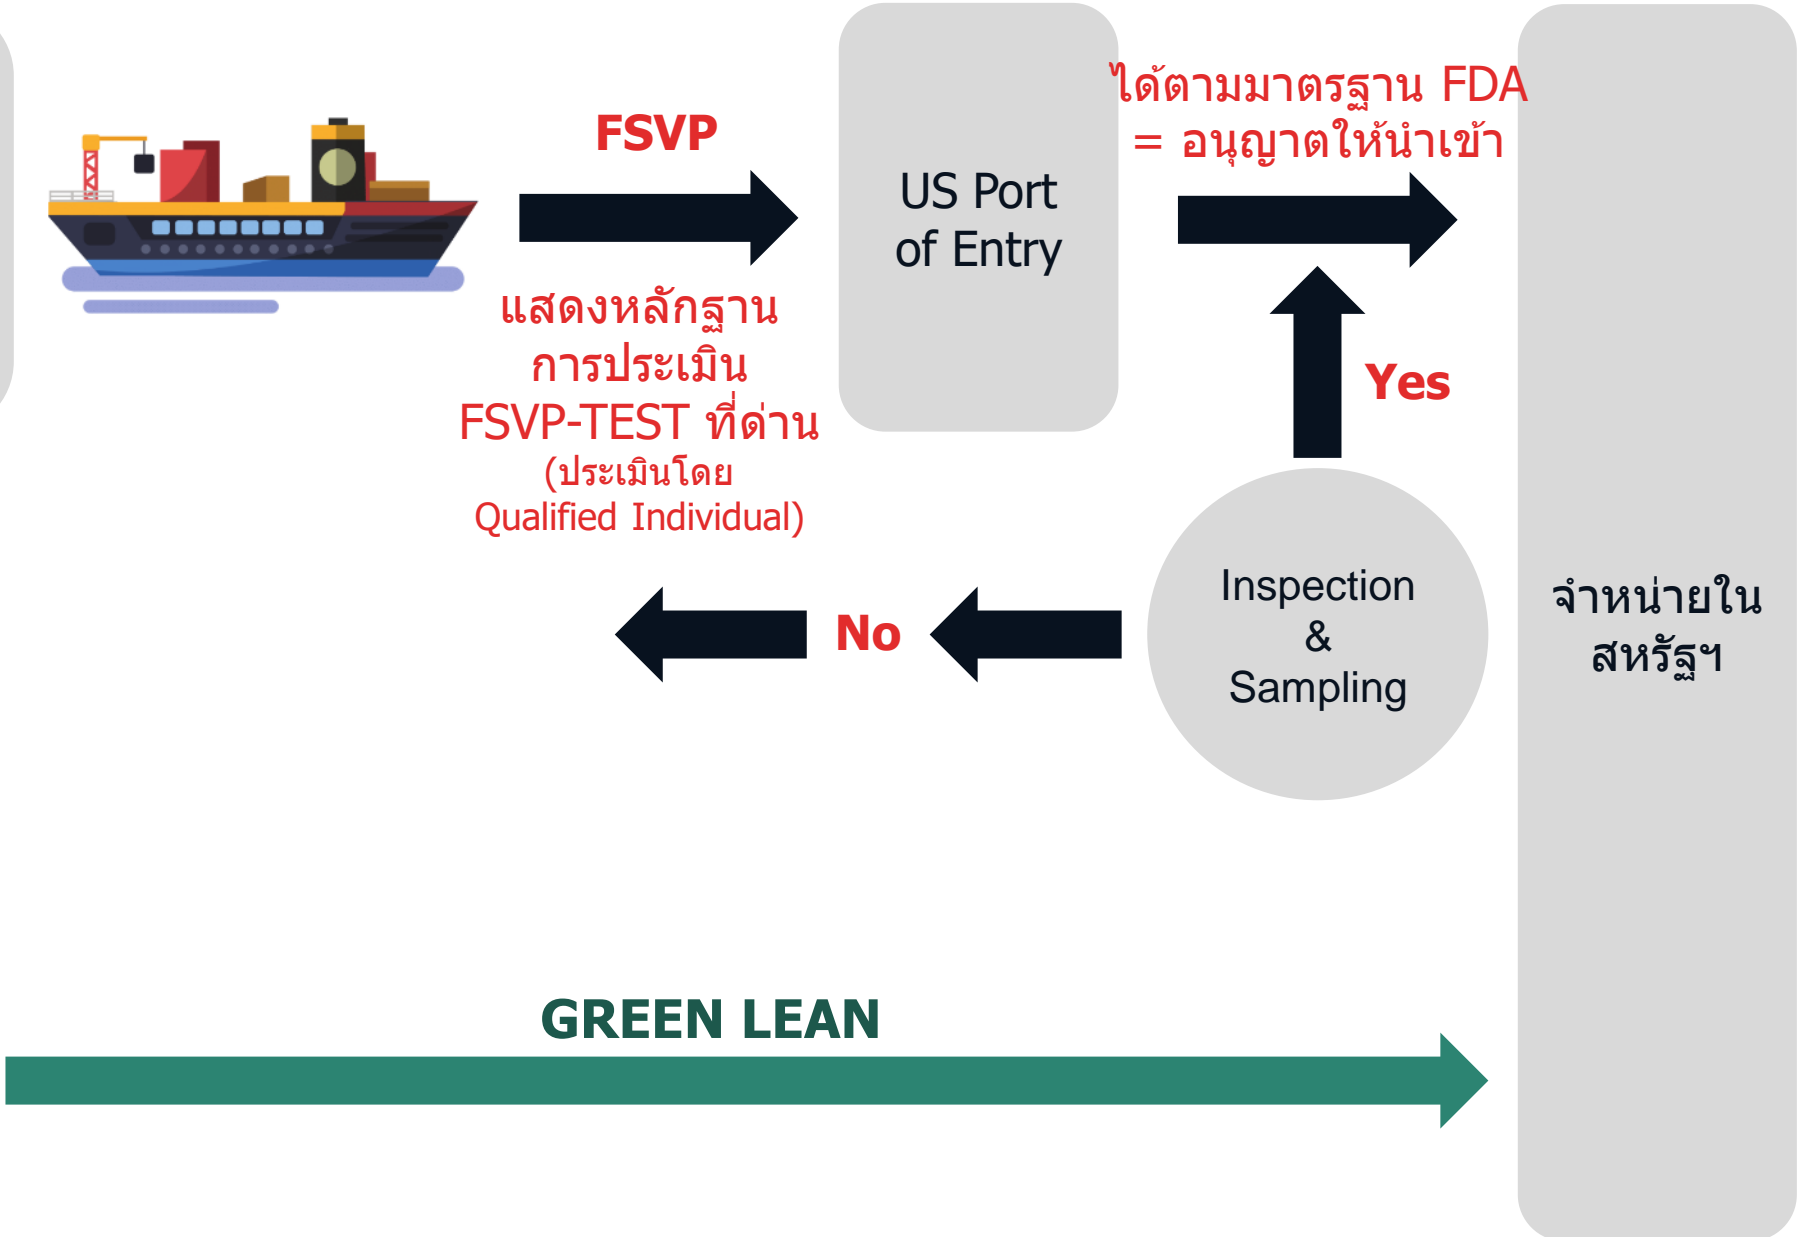 FSVP
แสดงหลักฐาน
การประเมิน
FSVP-TEST ที่ด่าน
(ประเมินโดย
Qualified Individual)
US Port
of Entry
ได้ตามมาตรฐาน FDA
= อนุญาตให้นำเข้า
Yes
Inspection
&
Sampling
No
จำหน่ายใน
สหรัฐฯ
GREEN LEAN